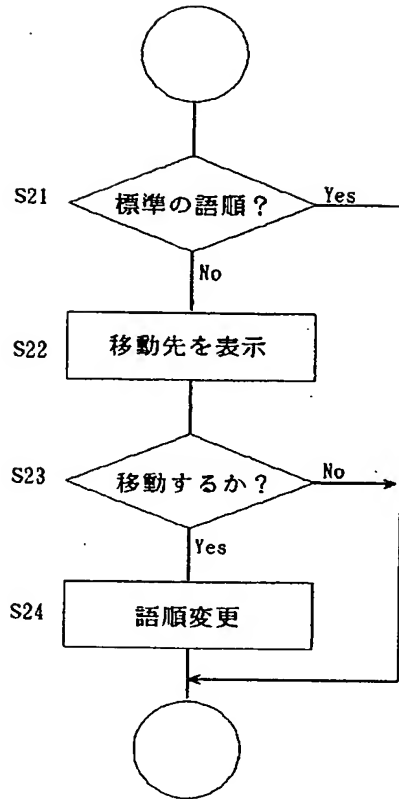 S21
標準の語順?
Yes
No
S22
移動先を表示
S23
移動するか?
No
Yes
S24
語順変更